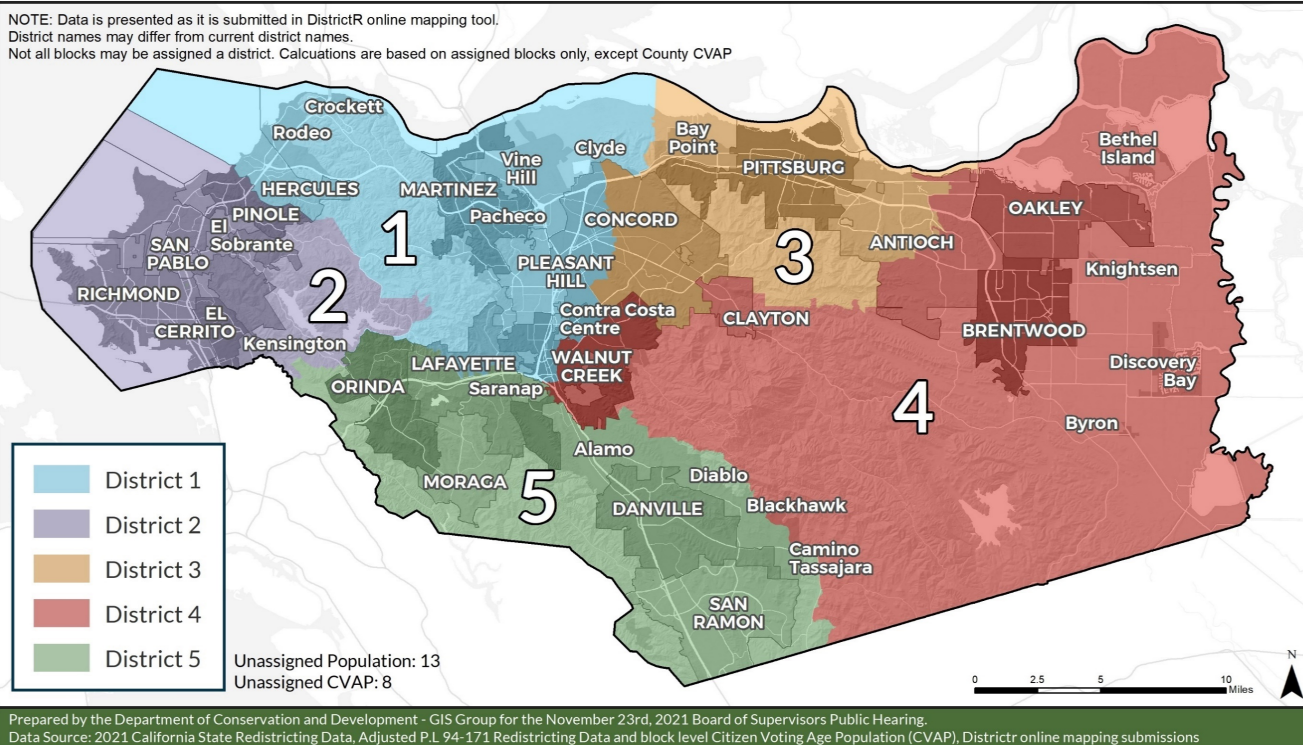 NOTE: Data is presented as it is submitted in DistrictR online mapping tool.
District names may differ from current district names.
Not all blocks may be assigned a district. Calcuations are based on assigned blocks only, except County CVAP
Crockett
Rodeo
HERCULES
MARTINEZ
Vine
Hill
Clyde
Bay
Point
PITTSBURG
Bethel
Island
OAKLEY
PINOLE
El
Sobrante
SAN
PABLO
Pacheco
CONCORD
ANTIOCH
1
3
Knightsen
RICHMOND
2
PLEASANT
HILL
EL
CERRITO
Kensington
Contra Costa
Centre
CLAYTON
BRENTWOOD
LAFAYETTE
WALNUT
CREEK
Discovery
Bay
ORINDA
Saranap
4
Byron
Alamo
MORAGA
5
Diablo
DANVILLE
Blackhawk
Camino
Tassajara
SAN
RAMON
District 1
District 2
District 3
District 4
District 5
Unassigned Population: 13
Unassigned CVAP: 8
N
0 2.5 5 10
Miles
Prepared by the Department of Conservation and Development - GIS Group for the November 23rd, 2021 Board of Supervisors Public Hearing.
Data Source: 2021 California State Redistricting Data, Adjusted P.L 94-171 Redistricting Data and block level Citizen Voting Age Population (CVAP), Districtr online mapping submissions